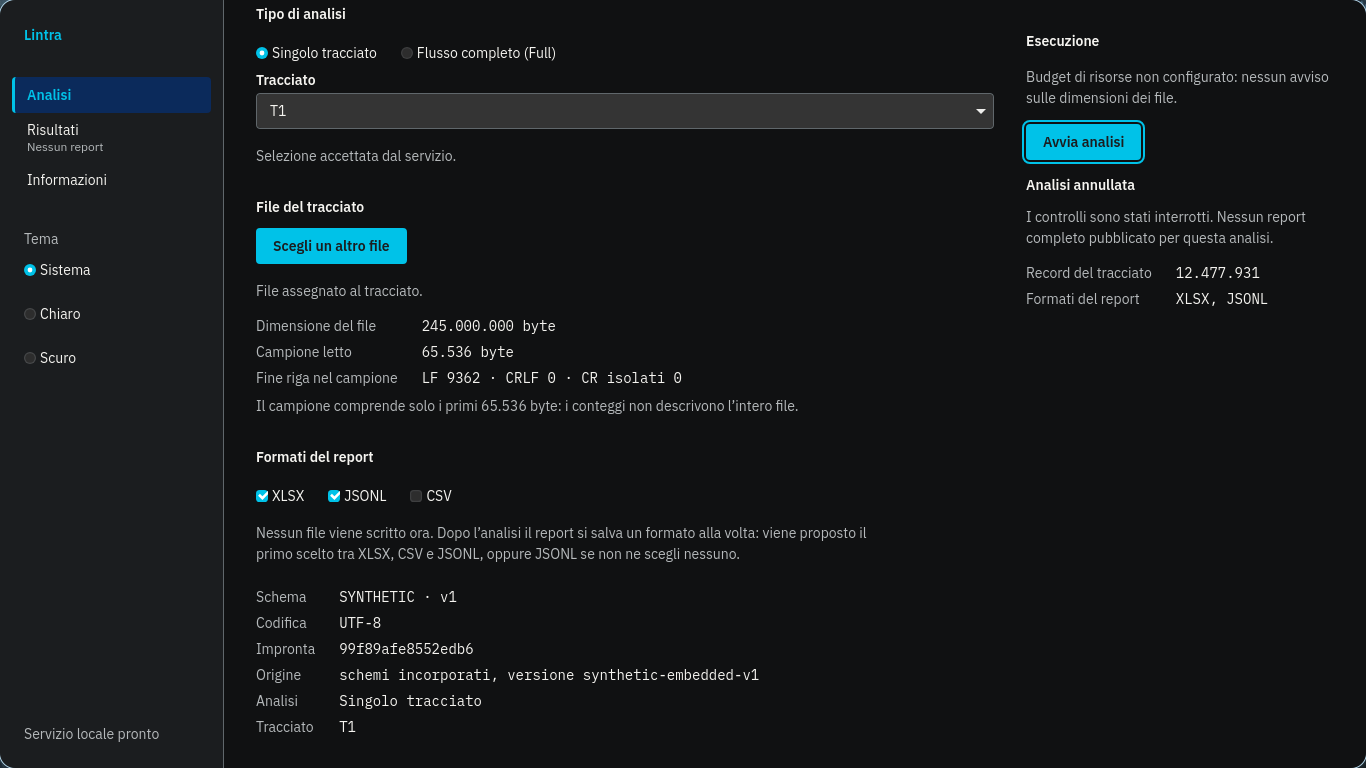 Lintra
Analisi
Risultati
Nessun report
Informazioni
Tema
Sistema
Chiaro
Scuro
Servizio locale pronto
Tipo di analisi
Singolo tracciato
Flusso completo (Full)
Tracciato
T1
Selezione accettata dal servizio.
File del tracciato
Scegli un altro file
File assegnato al tracciato.
Dimensione del file 245.000.000 byte
Campione letto 65.536 byte
Fine riga nel campione LF 9362 · CRLF 0 · CR isolati 0
Il campione comprende solo i primi 65.536 byte: i conteggi non descrivono l’intero file.
Formati del report
XLSX JSONL CSV
Nessun file viene scritto ora. Dopo l’analisi il report si salva un formato alla volta: viene proposto il
primo scelto tra XLSX, CSV e JSONL, oppure JSONL se non ne scegli nessuno.
Schema SYNTHETIC · v1
Codifica UTF-8
Impronta 99f89afe8552edb6
Origine schemi incorporati, versione synthetic-embedded-v1
Analisi Singolo tracciato
Tracciato T1
Esecuzione
Budget di risorse non configurato: nessun avviso
sulle dimensioni dei file.
Avvia analisi
Analisi annullata
I controlli sono stati interrotti. Nessun report
completo pubblicato per questa analisi.
Record del tracciato 12.477.931
Formati del report XLSX, JSONL